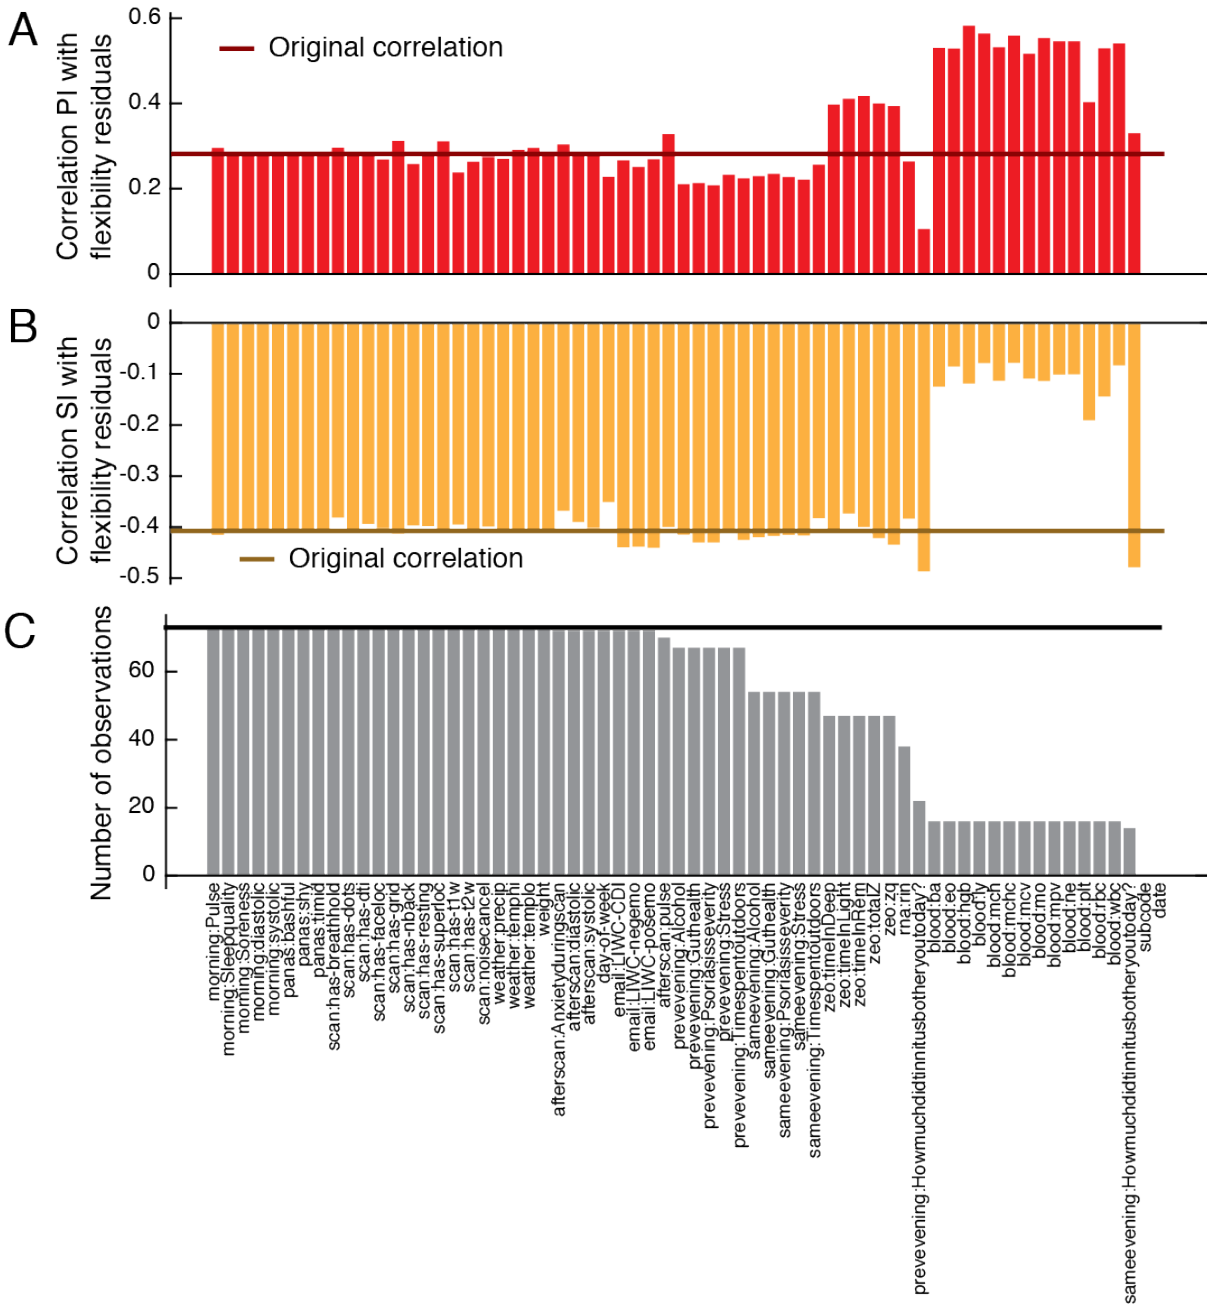 A
Correlation PI with
flexibility residuals
0.6
0.4
0.2
0
Original correlation
B
Correlation SI with
flexibility residuals
0
-0.1
-0.2
-0.3
-0.4
-0.5
Original correlation
C
Number of observations
60
40
20
0
morning:Pulse
morning:Sleepquality
morning:Soreness
morning:diastolic
morning:systolic
panas:bashful
panas:shy
panas:timid
scan:has-breathhold
scan:has-dots
scan:has-dti
scan:has-faceloc
scan:has-grid
scan:has-nback
scan:has-resting
scan:has-superloc
scan:has-t1w
scan:has-t2w
scan:noisecancel
weather:precip
weather:temphi
weather:templo
weight
afterscan:Anxietyduringscan
afterscan:diastolic
afterscan:systolic
day-of-week
email:LIWC-CDI
email:LIWC-negemo
email:LIWC-posemo
afterscan:pulse
prevevening:Alcohol
prevevening:Guthealth
prevevening:Psoriasisseverity
prevevening:Stress
prevevening:Timespentoutdoors
sameevening:Alcohol
sameevening:Guthealth
sameevening:Psoriasisseverity
sameevening:Stress
sameevening:Timespentoutdoors
zeo:timeInDeep
zeo:timeInLight
zeo:timeInRem
zeo:totalZ
zeo:zq
rna:rin
prevevening:Howmuchdidtinnitusbotheryoutoday?
blood:ba
blood:eo
blood:hgb
blood:ly
blood:mch
blood:mchc
blood:mcv
blood:mo
blood:mpv
blood:ne
blood:plt
blood:rbc
blood:wbc
sameevening:Howmuchdidtinnitusbotheryoutoday?
subcode
date